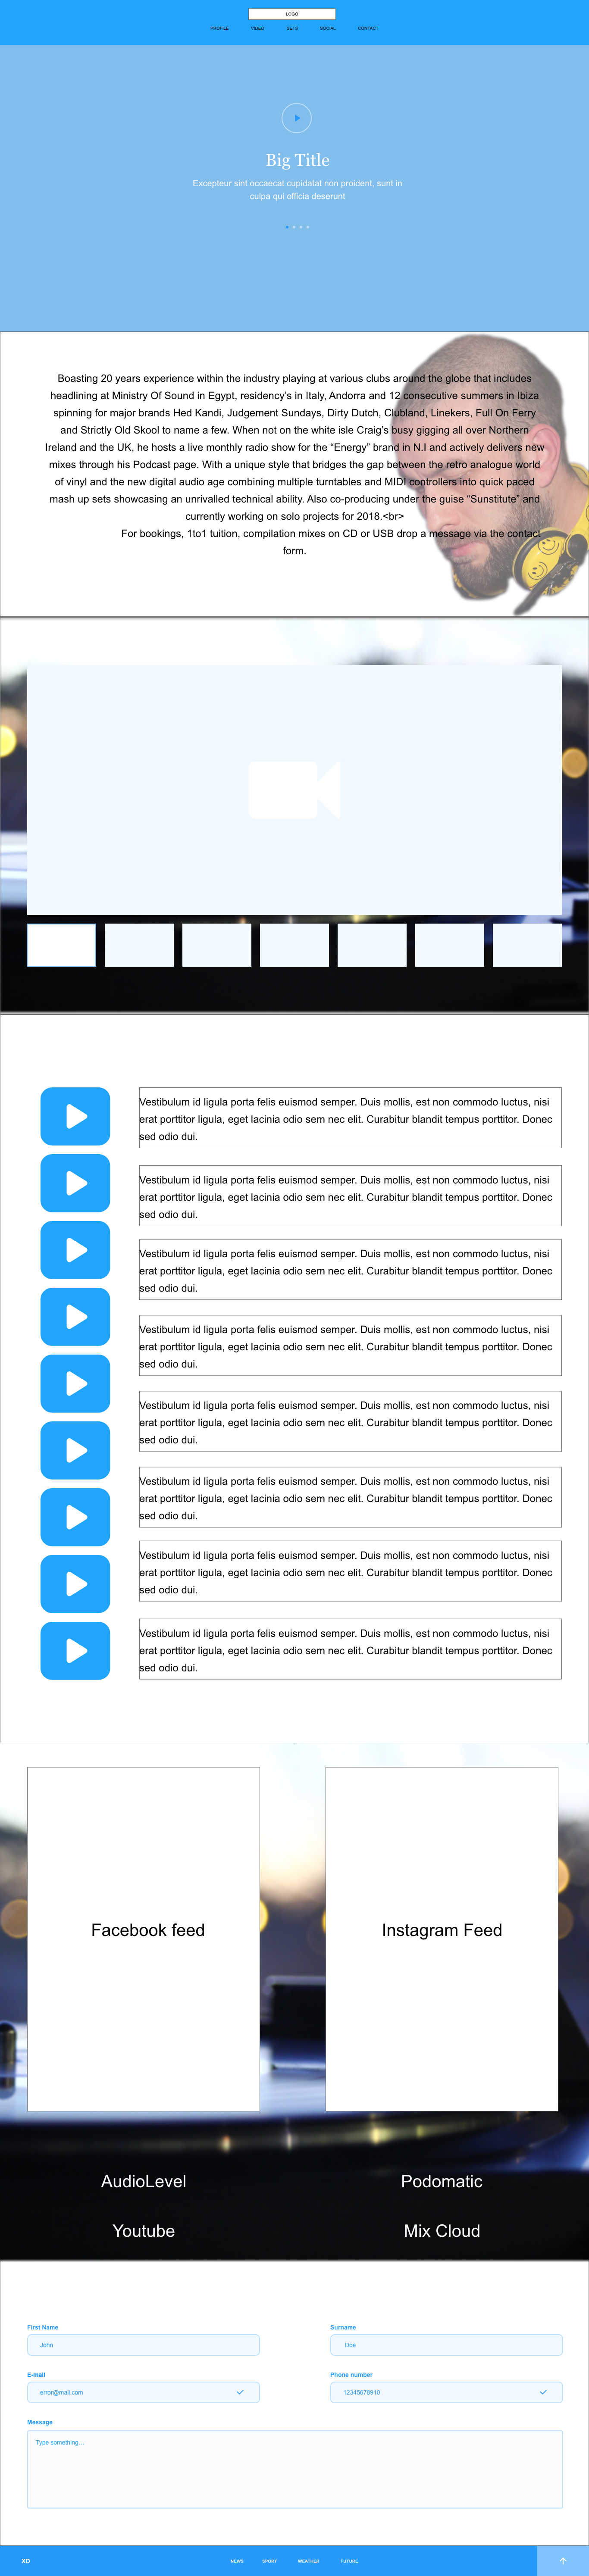 LOGO
PROFILE VIDEO SETS SOCIAL CONTACT
Big Title
Excepteur sint occaecat cupidatat non proident, sunt in
culpa qui officia deserunt
Boasting 20 years experience within the industry playing at various clubs around the globe that includes
headlining at Ministry Of Sound in Egypt, residency's in Italy, Andorra and 12 consecutive summers in Ibiza
spinning for major brands Hed Kandi, Judgement Sundays, Dirty Dutch, Clubland, Linekers, Full On Ferry
and Strictly Old Skool to name a few. When not on the white isle Craig's busy gigging all over Northern
Ireland and the UK, he hosts a live monthly radio show for the “Energy” brand in N.I and actively delivers new
mixes through his Podcast page. With a unique style that bridges the gap between the retro analogue world
of vinyl and the new digital audio age combining multiple turntables and MIDI controllers into quick paced
mash up sets showcasing an unrivalled technical ability. Also co-producing under the guise “Sunstitute” and
currently working on solo projects for 2018.<br>
For bookings, 1to1 tuition, compilation mixes on CD or USB drop a message via the contact
form.
Vestibulum id ligula porta felis euismod semper. Duis mollis, est non commodo luctus, nisi
erat porttitor ligula, eget lacinia odio sem nec elit. Curabitur blandit tempus porttitor. Donec
sed odio dui.
Vestibulum id ligula porta felis euismod semper. Duis mollis, est non commodo luctus, nisi
erat porttitor ligula, eget lacinia odio sem nec elit. Curabitur blandit tempus porttitor. Donec
sed odio dui.
Vestibulum id ligula porta felis euismod semper. Duis mollis, est non commodo luctus, nisi
erat porttitor ligula, eget lacinia odio sem nec elit. Curabitur blandit tempus porttitor. Donec
sed odio dui.
Vestibulum id ligula porta felis euismod semper. Duis mollis, est non commodo luctus, nisi
erat porttitor ligula, eget lacinia odio sem nec elit. Curabitur blandit tempus porttitor. Donec
sed odio dui.
Vestibulum id ligula porta felis euismod semper. Duis mollis, est non commodo luctus, nisi
erat porttitor ligula, eget lacinia odio sem nec elit. Curabitur blandit tempus porttitor. Donec
sed odio dui.
Vestibulum id ligula porta felis euismod semper. Duis mollis, est non commodo luctus, nisi
erat porttitor ligula, eget lacinia odio sem nec elit. Curabitur blandit tempus porttitor. Donec
sed odio dui.
Vestibulum id ligula porta felis euismod semper. Duis mollis, est non commodo luctus, nisi
erat porttitor ligula, eget lacinia odio sem nec elit. Curabitur blandit tempus porttitor. Donec
sed odio dui.
Vestibulum id ligula porta felis euismod semper. Duis mollis, est non commodo luctus, nisi
erat porttitor ligula, eget lacinia odio sem nec elit. Curabitur blandit tempus porttitor. Donec
sed odio dui.
Facebook feed Instagram Feed
AudioLevel Podomatic
Youtube Mix Cloud
First Name Surname
John Doe
E-mail Phone number
error@mail.com 12345678910
Message
Type something...
XD NEWS SPORT WEATHER FUTURE